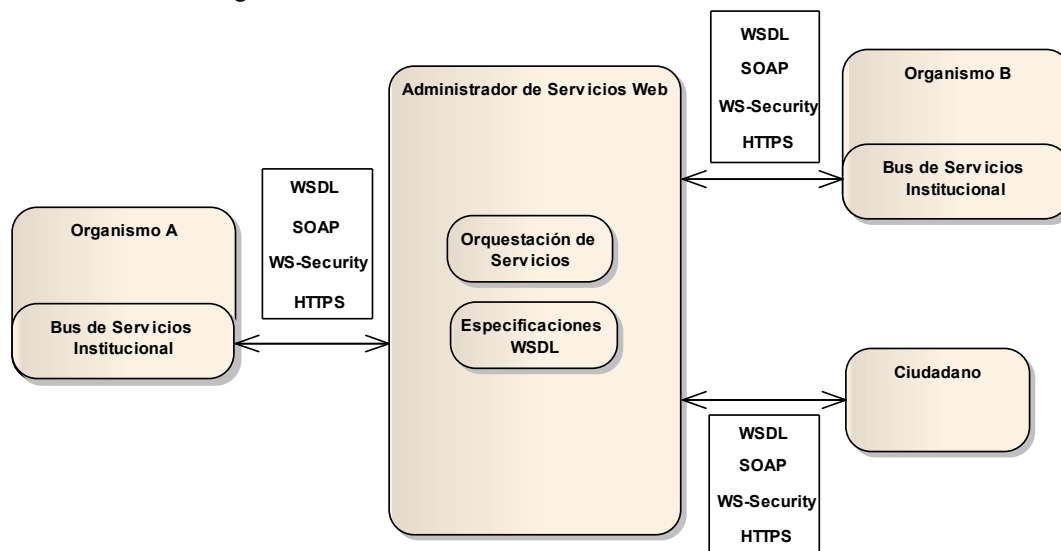 Organismo A
Bus de Servicios
Institucional
WSDL
SOAP
WS-Security
HTTPS
Administrador de Servicios Web
Orquestación de
Servicios
Especificaciones
WSDL
WSDL
SOAP
WS-Security
HTTPS
Organismo B
Bus de Servicios
Institucional
Ciudadano
WSDL
SOAP
WS-Security
HTTPS